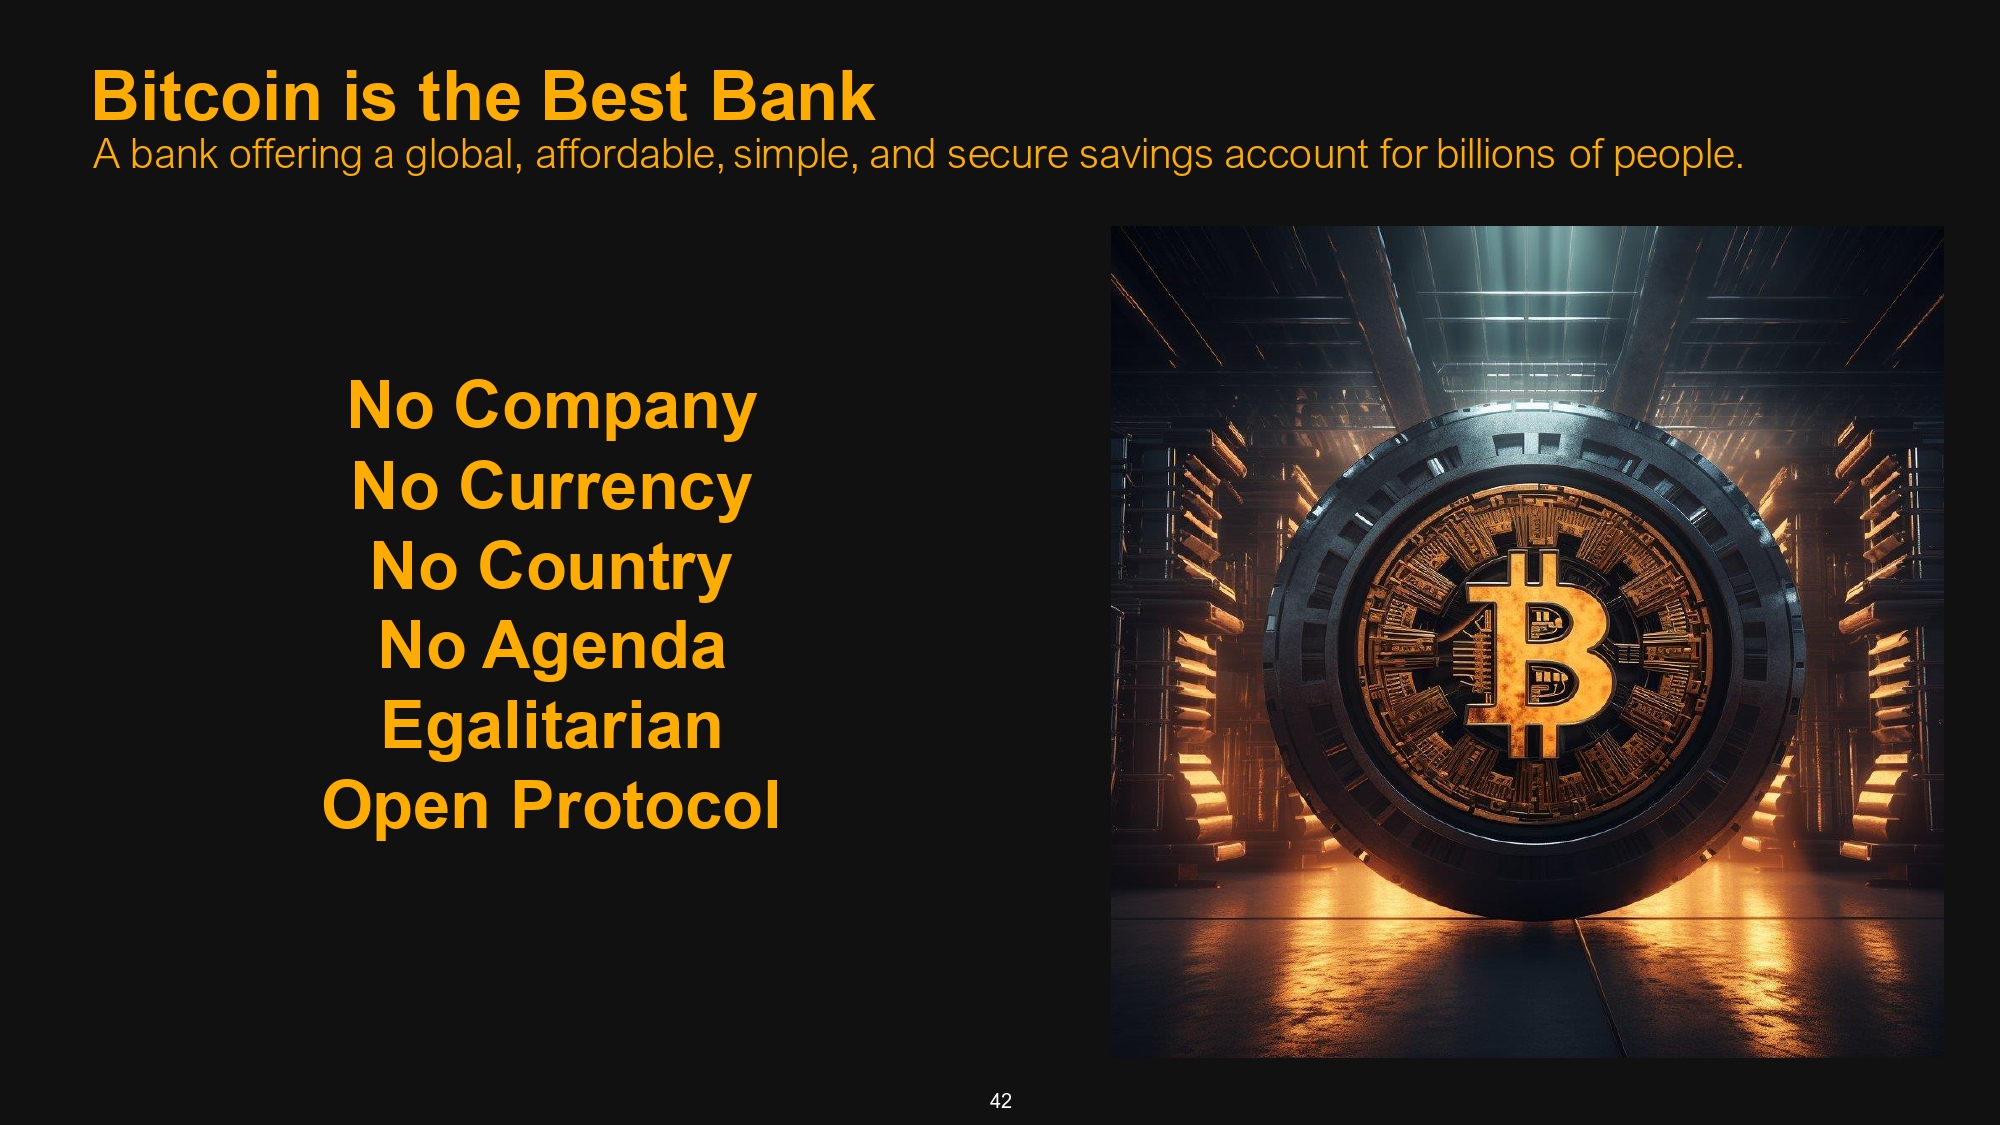 Bitcoin is the Best Bank
A bank offering a global, affordable, simple, and secure savings account for billions of people.
No Company
No Currency
No Country
No Agenda
Egalitarian
Open Protocol
42